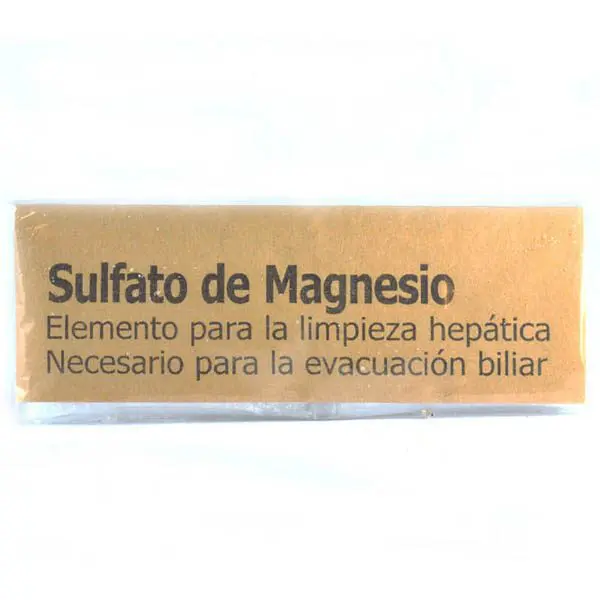 Sulfato de Magnesio
Elemento para la limpieza hepática
Necesario para la evacuación biliar